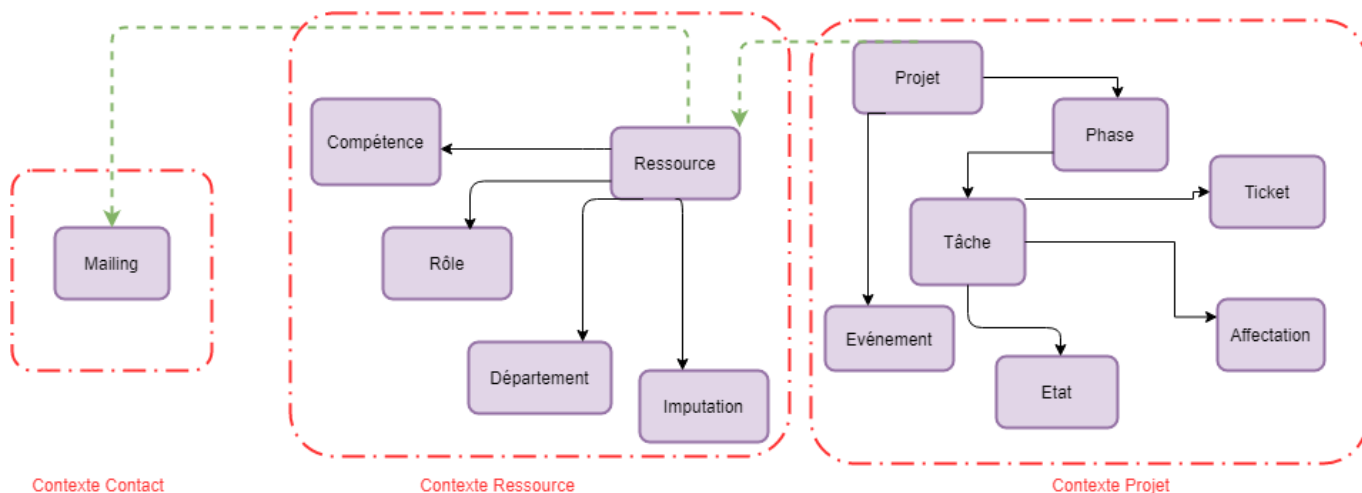 Projet
Compétence
Phase
Ressource
Ticket
Mailing
Rôle
Tâche
Evénement
Affectation
Département
Imputation
Etat
Contexte Contact
Contexte Ressource
Contexte Projet